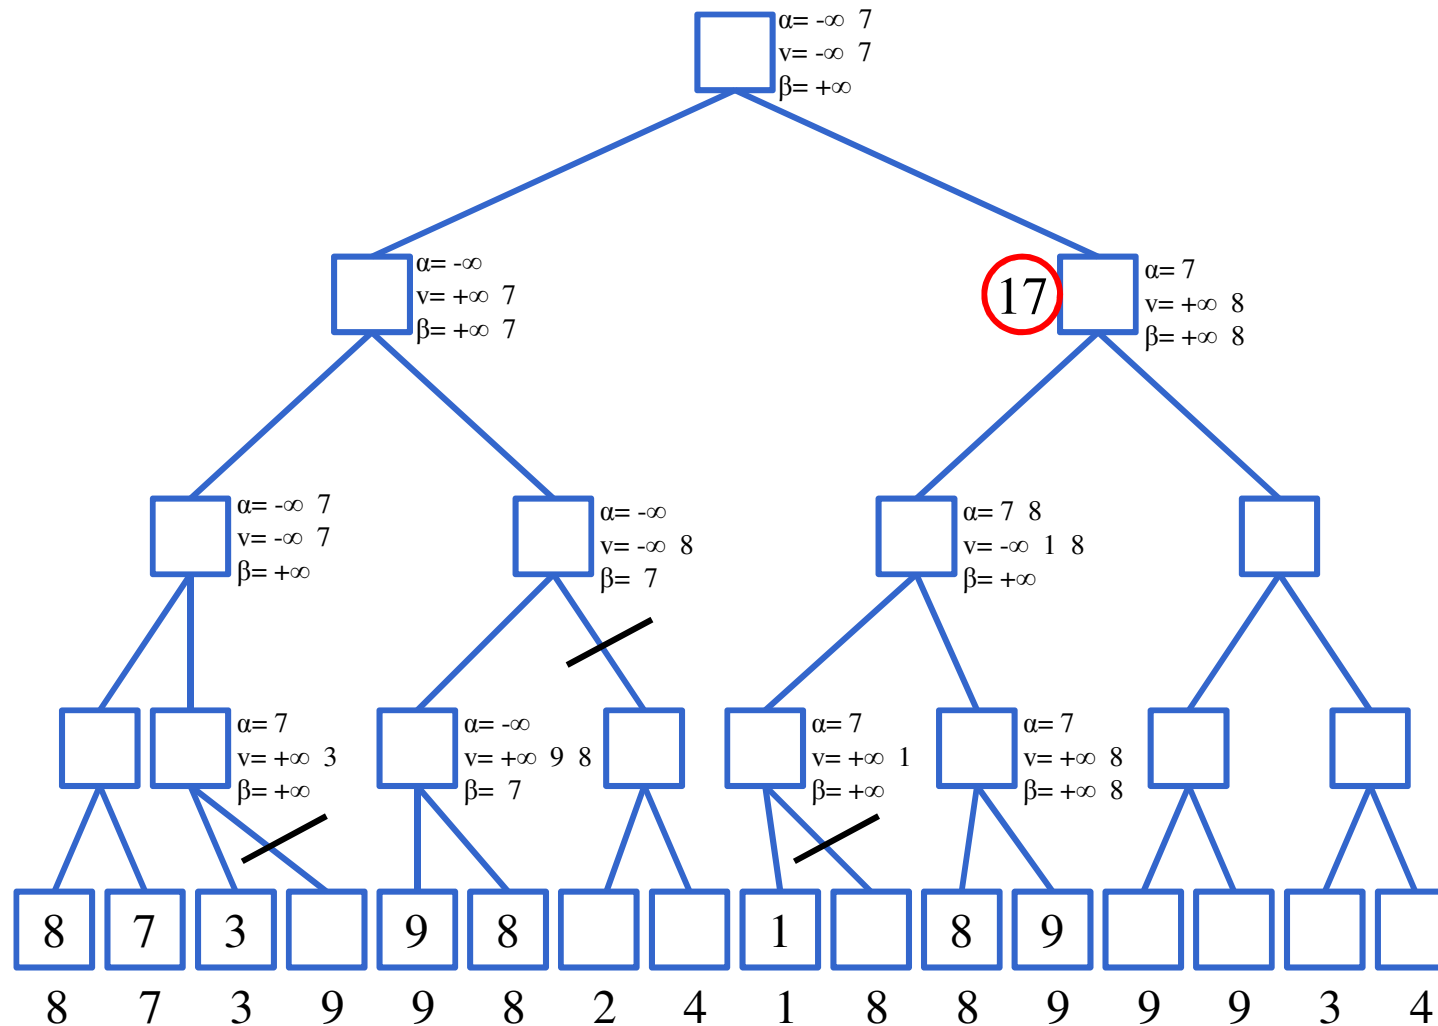 α= -∞ 7
v= -∞ 7
β= +∞
α= -∞
v= +∞ 7
β= +∞ 7
17
α= 7
v= +∞ 8
β= +∞ 8
α= -∞ 7
v= -∞ 7
β= +∞
α= -∞
v= -∞ 8
β= 7
α= 7 8
v= -∞ 1 8
β= +∞
α= 7
v= +∞ 3
β= +∞
α= -∞
v= +∞ 9 8
β= 7
α= 7
v= +∞ 1
β= +∞
α= 7
v= +∞ 8
β= +∞ 8
8 7 3 9 8 1 8 9
8 7 3 9 9 8 2 4 1 8 8 9 9 9 3 4